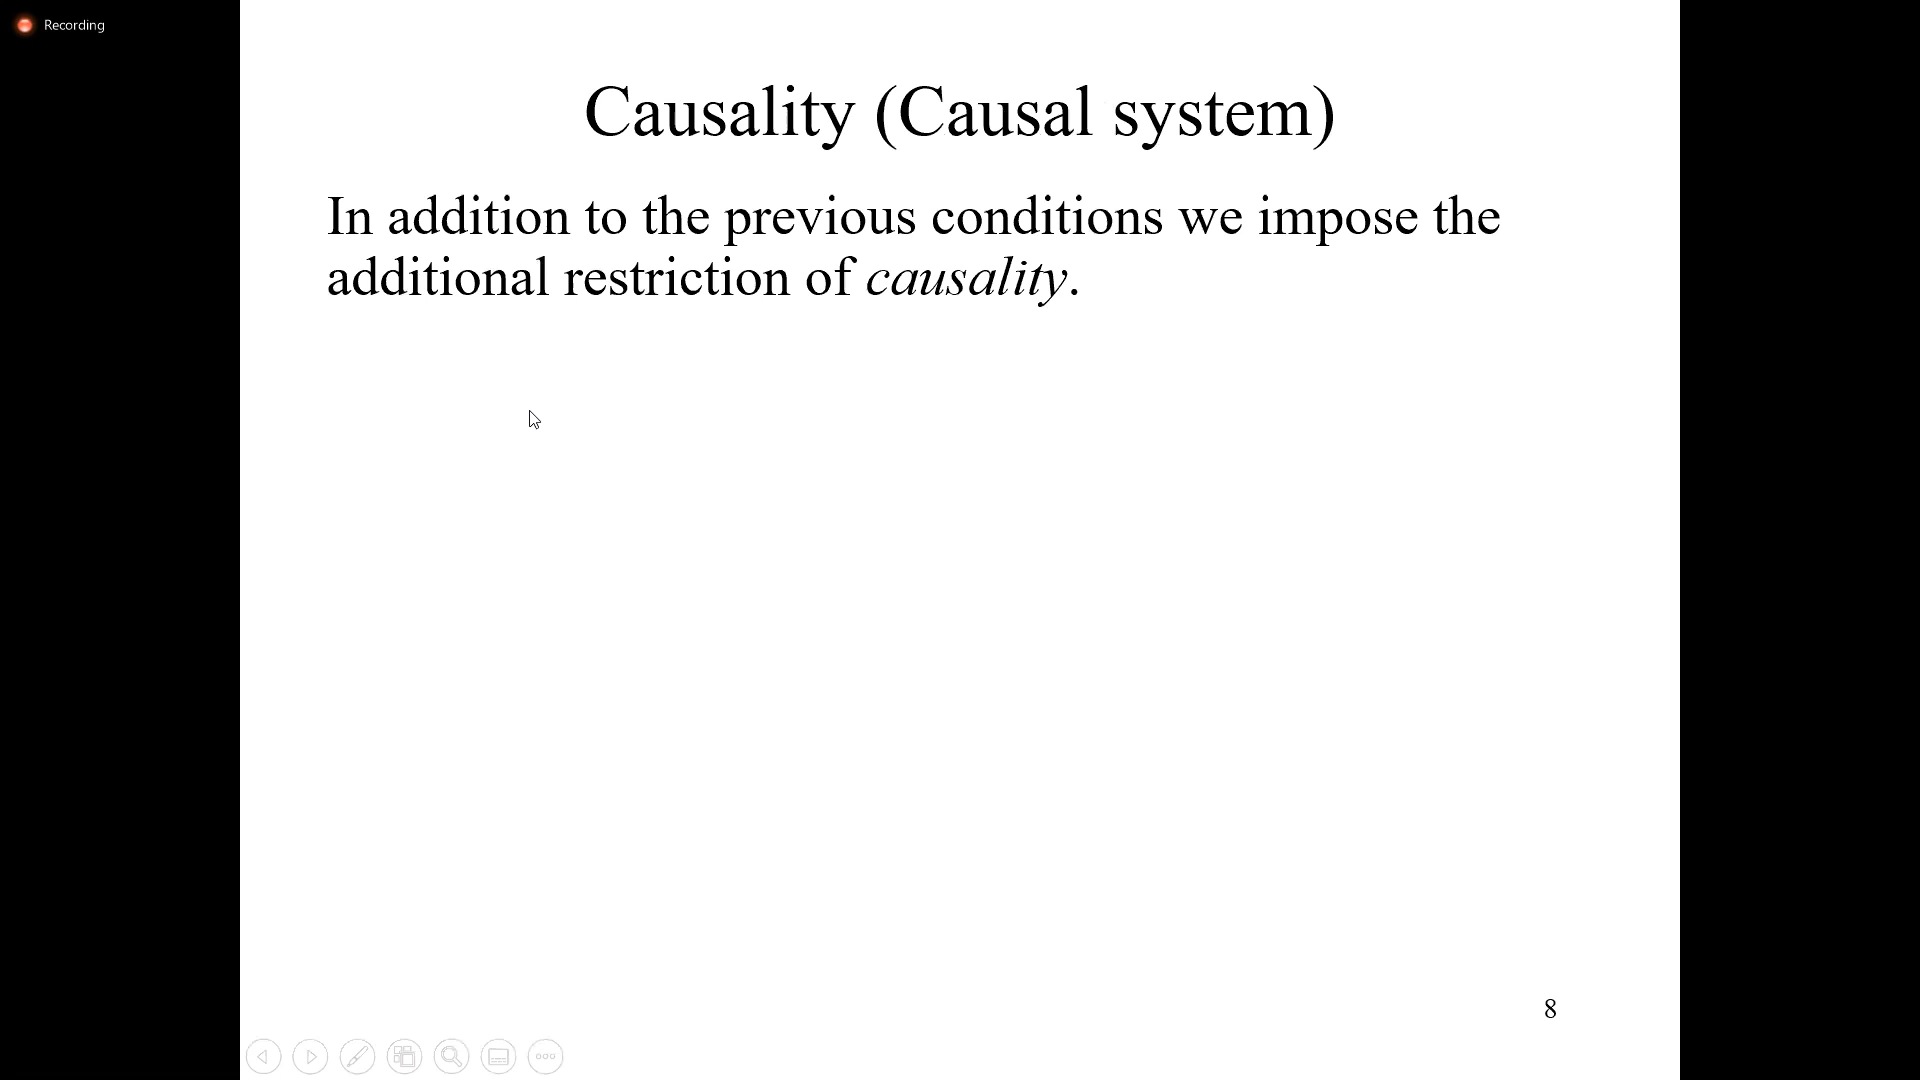 Recording
Causality (Causal system)
In addition to the previous conditions we impose the
additional restriction of causality.
8